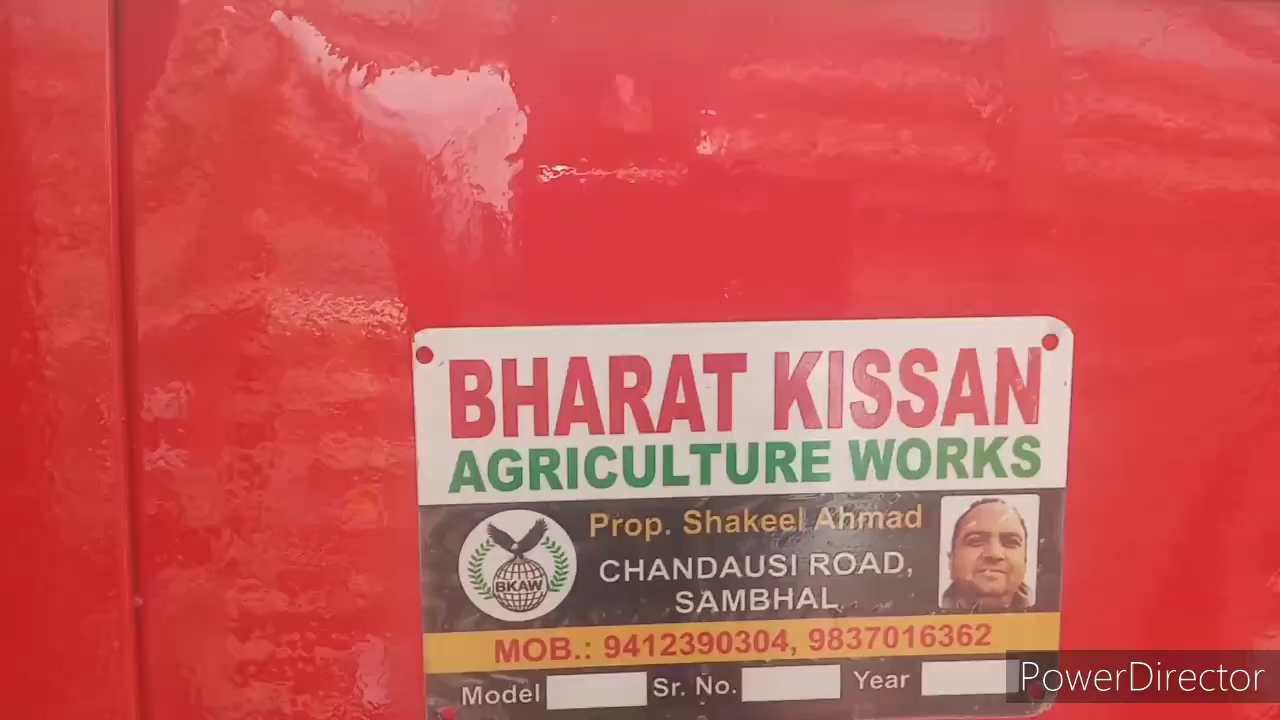 BHARAT KISSAN
AGRICULTURE WORKS
Prop. Shakeel Ahmad
CHANDAUSI ROAD,
SAMBHAL
BKAW
MOB.: 9412390304, 9837016362
Model Sr. No. Year
PowerDirector